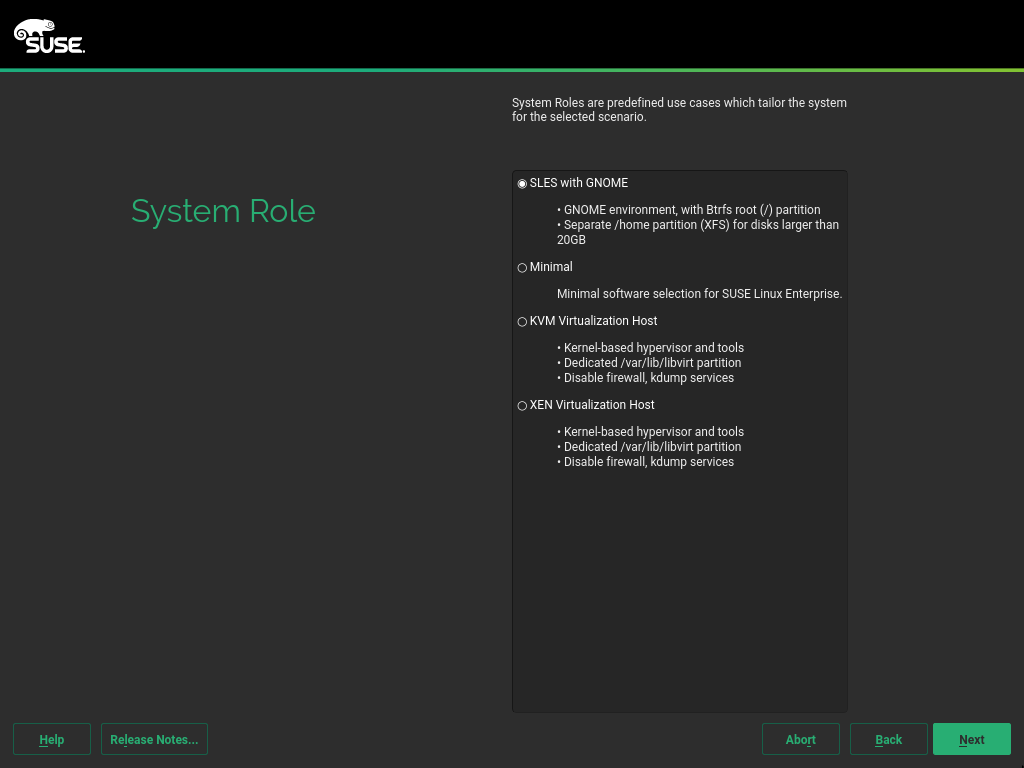 SUSE.
System Roles are predefined use cases which tailor the system
for the selected scenario.
System Role
SLES with GNOME
• GNOME environment, with Btrfs root (/) partition
• Separate /home partition (XFS) for disks larger than
20GB
Minimal
Minimal software selection for SUSE Linux Enterprise.
KVM Virtualization Host
• Kernel-based hypervisor and tools
• Dedicated /var/lib/libvirt partition
• Disable firewall, kdump services
XEN Virtualization Host
• Kernel-based hypervisor and tools
• Dedicated /var/lib/libvirt partition
• Disable firewall, kdump services
Help
Release Notes...
Abort
Back
Next